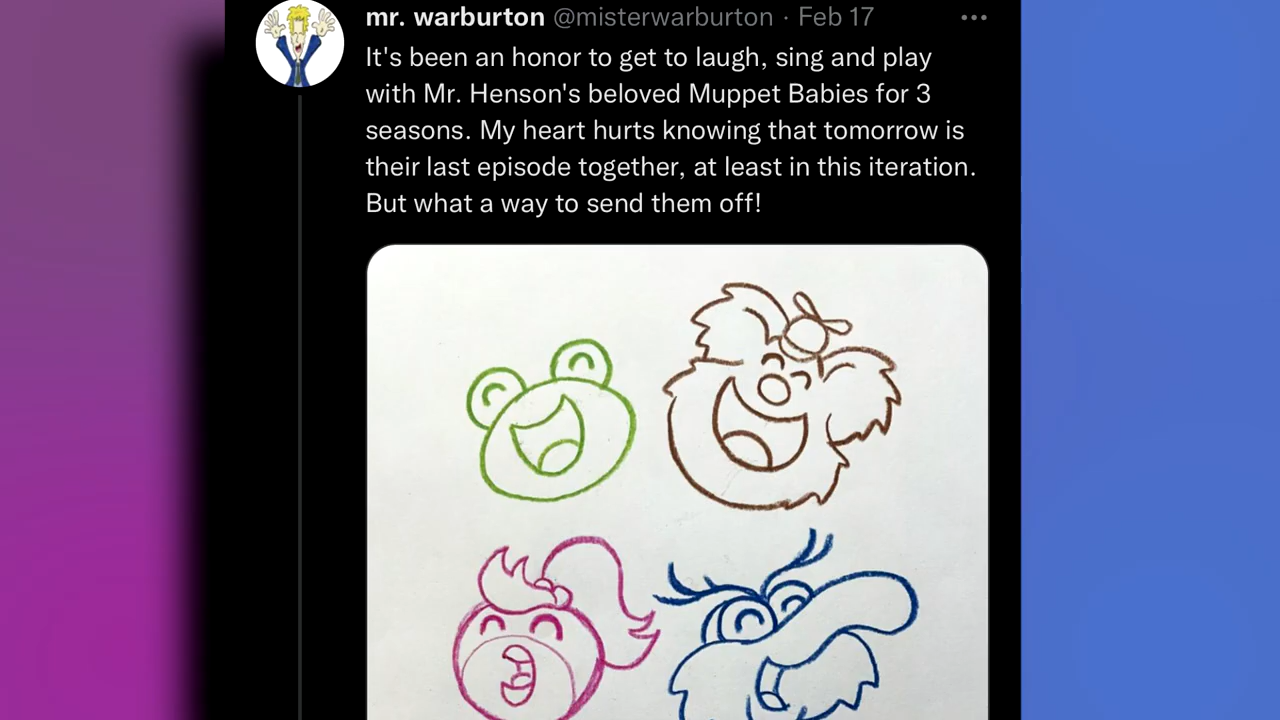 mr. warburton @misterwarburton · Feb 17
It's been an honor to get to laugh, sing and play
with Mr. Henson's beloved Muppet Babies for 3
seasons. My heart hurts knowing that tomorrow is
their last episode together, at least in this iteration.
But what a way to send them off!